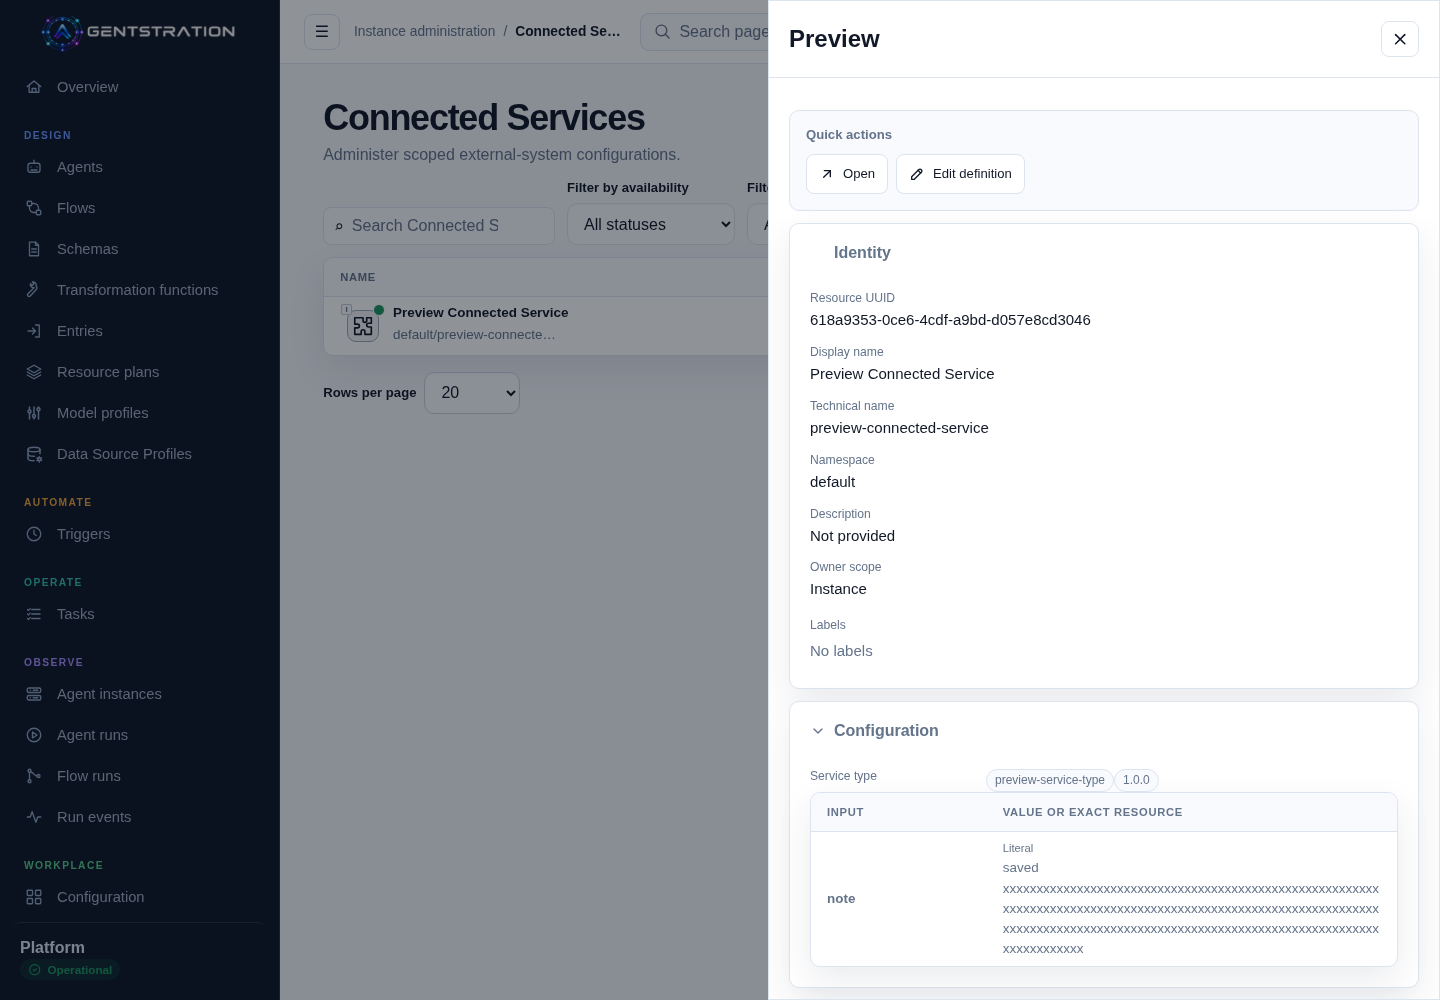 GENTSTRATION
Overview
DESIGN
Agents
Flows
Schemas
Transformation functions
Entries
Resource plans
Model profiles
Data Source Profiles
AUTOMATE
Triggers
OPERATE
Tasks
OBSERVE
Agent instances
Agent runs
Flow runs
Run events
WORKPLACE
Configuration
Platform
Operational
Instance administration / Connected Se…
Search page
Connected Services
Administer scoped external-system configurations.
Filter by availability
Search Connected S
All statuses
NAME
I
Preview Connected Service
default/preview-connecte…
Rows per page
20
Preview
Quick actions
Open
Edit definition
Identity
Resource UUID
618a9353-0ce6-4cdf-a9bd-d057e8cd3046
Display name
Preview Connected Service
Technical name
preview-connected-service
Namespace
default
Description
Not provided
Owner scope
Instance
Labels
No labels
Configuration
Service type preview-service-type 1.0.0
INPUT VALUE OR EXACT RESOURCE
note
Literal
saved
xxxxxxxxxxxxxxxxxxxxxxxxxxxxxxxxxxxxxxxxxxxxxxxxxxxxxxxx
xxxxxxxxxxxxxxxxxxxxxxxxxxxxxxxxxxxxxxxxxxxxxxxxxxxxxxxx
xxxxxxxxxxxxxxxxxxxxxxxxxxxxxxxxxxxxxxxxxxxxxxxxxxxxxxxx
xxxxxxxxxxxx